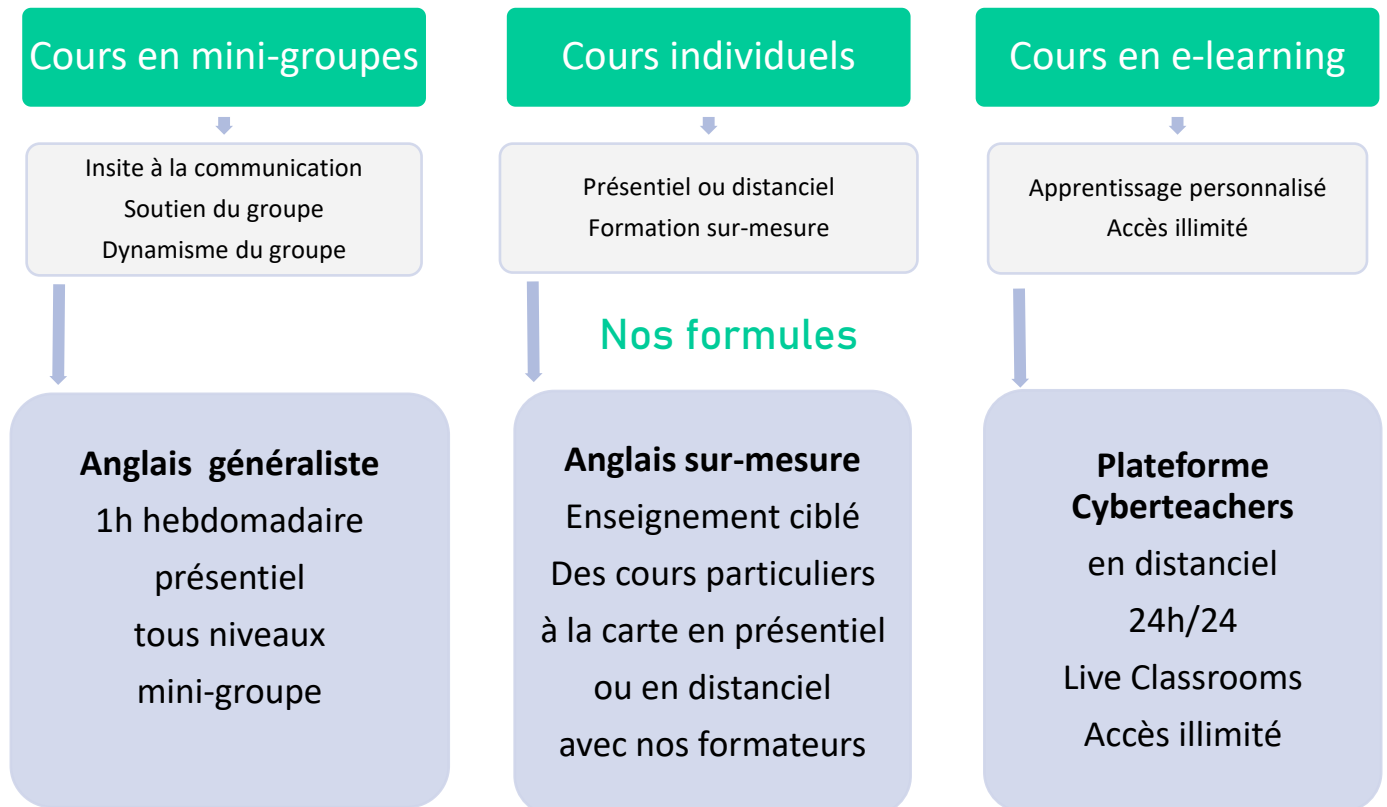 Cours en mini-groupes
Insite à la communication
Soutien du groupe
Dynamisme du groupe
Cours individuels
Présentiel ou distanciel
Formation sur-mesure
Cours en e-learning
Apprentissage personnalisé
Accès illimité
Nos formules
Anglais généraliste
1h hebdomadaire
présentiel
tous niveaux
mini-groupe
Anglais sur-mesure
Enseignement ciblé
Des cours particuliers
à la carte en présentiel
ou en distanciel
avec nos formateurs
Plateforme
Cyberteachers
en distanciel
24h/24
Live Classrooms
Accès illimité